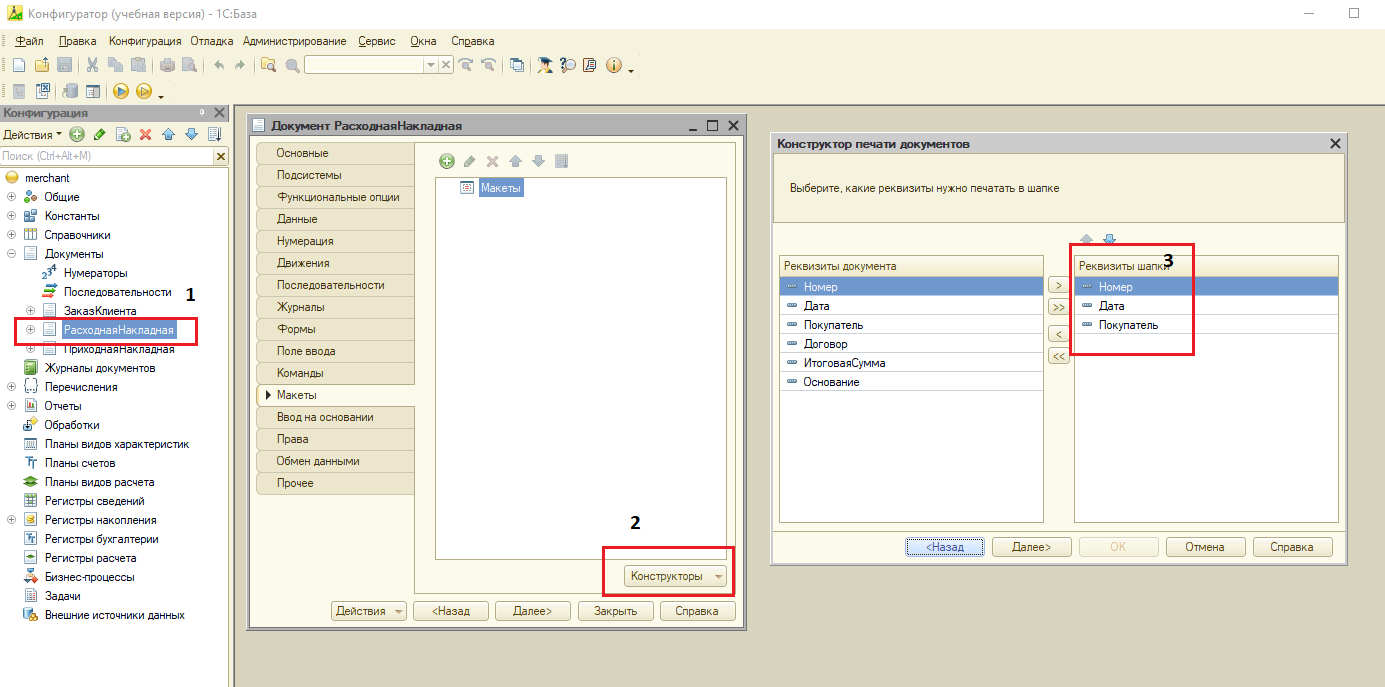 Конфигуратор (учебная версия) - 1С:База
Файл Правка Конфигурация Отладка Администрирование Сервис Окна Справка
Конфигурация
Действия
Поиск (Ctrl+Alt+M)
merchant
Общие
Константы
Справочники
Документы
Нумераторы
Последовательности
1
ЗаказКлиента
РасходнаяНакладная
ПриходнаяНакладная
Журналы документов
Перечисления
Отчеты
Обработки
Планы видов характеристик
Планы счетов
Планы видов расчета
Регистры сведений
Регистры накопления
Регистры бухгалтерии
Регистры расчета
Бизнес-процессы
Задачи
Внешние источники данных
Документ РасходнаяНакладная
Основные
Подсистемы
Функциональные опции
Данные
Нумерация
Движения
Последовательности
Журналы
Формы
Поле ввода
Команды
Макеты
Ввод на основании
Права
Обмен данными
Прочее
Макеты
2
Конструкторы
Действия <Назад Далее> Закрыть Справка
Конструктор печати документов
Выберите, какие реквизиты нужно печатать в шапке
Реквизиты документа
Номер
Дата
Покупатель
Договор
ИтоговаяСумма
Основание
>
>>
<
<<
3
Реквизиты шапки
Номер
Дата
Покупатель
<Назад Далее> ОК Отмена Справка